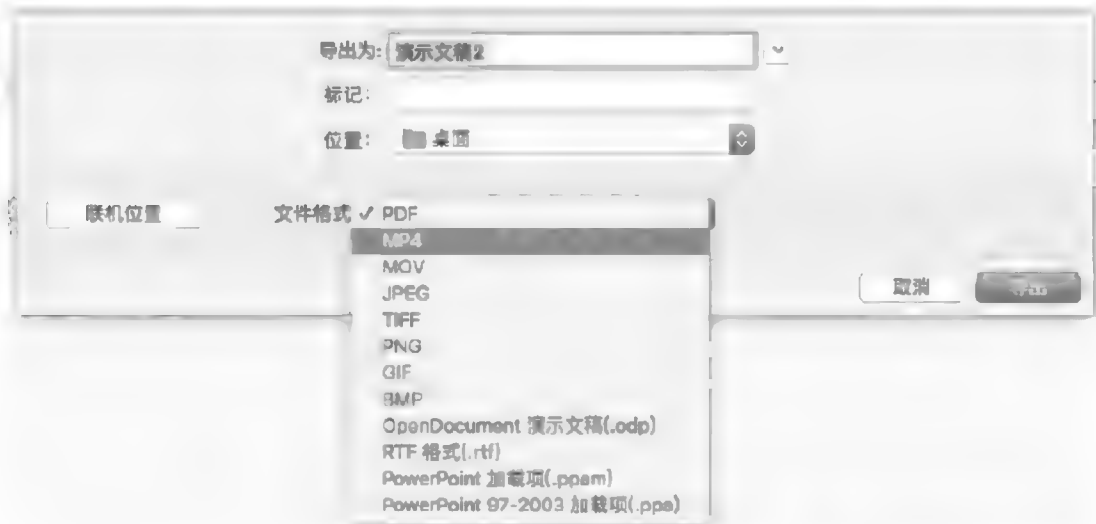 导出为: 演示文稿2
标记:
位置: 桌面
联机位置 文件格式 ✓ PDF
MP4
MOV
JPEG
取消 导出
TIFF
PNG
GIF
BMP
OpenDocument 演示文稿(.odp)
RTF 格式(.rtf)
PowerPoint 加载项(.ppam)
PowerPoint 97-2003 加载项(.ppa)